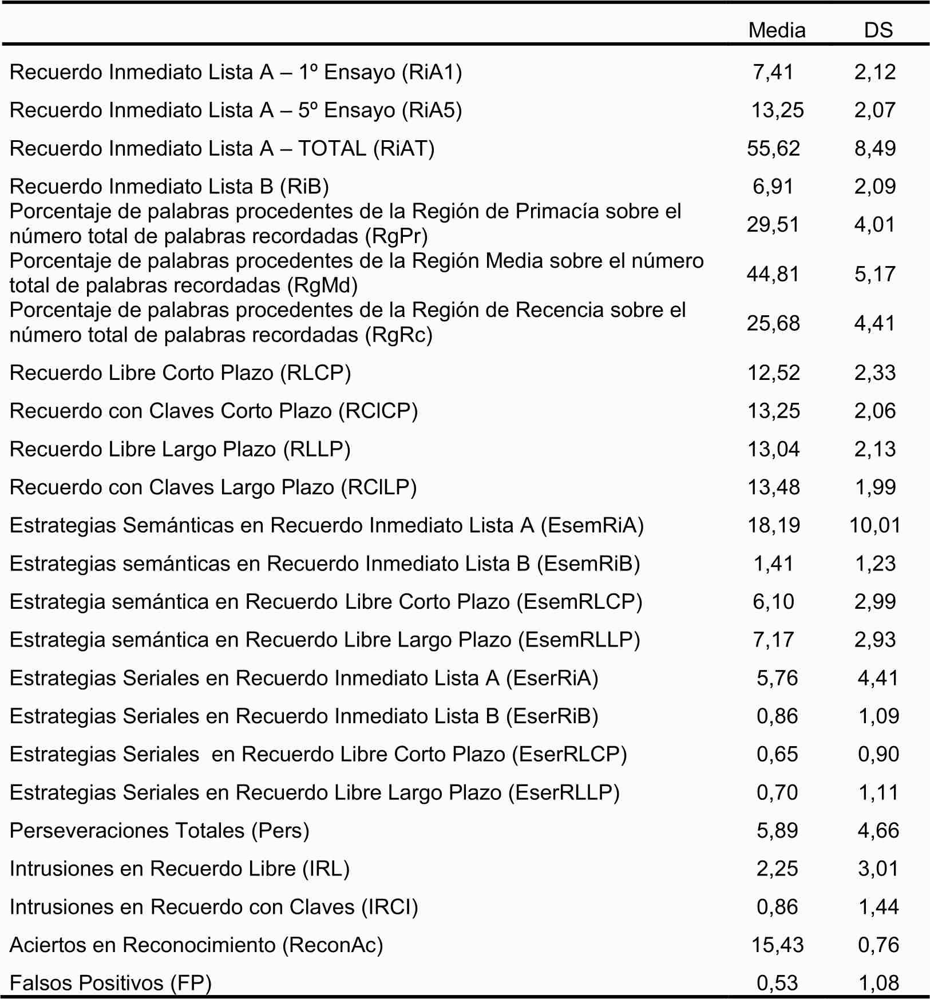 Media DS
Recuerdo Inmediato Lista A – 1º Ensayo (RiA1) 7,41 2,12
Recuerdo Inmediato Lista A – 5º Ensayo (RiA5) 13,25 2,07
Recuerdo Inmediato Lista A – TOTAL (RiAT) 55,62 8,49
Recuerdo Inmediato Lista B (RiB) 6,91 2,09
Porcentaje de palabras procedentes de la Región de Primacía sobre el
número total de palabras recordadas (RgPr) 29,51 4,01
Porcentaje de palabras procedentes de la Región Media sobre el número
total de palabras recordadas (RgMd) 44,81 5,17
Porcentaje de palabras procedentes de la Región de Recencia sobre el
número total de palabras recordadas (RgRc) 25,68 4,41
Recuerdo Libre Corto Plazo (RLCP) 12,52 2,33
Recuerdo con Claves Corto Plazo (RClCP) 13,25 2,06
Recuerdo Libre Largo Plazo (RLLP) 13,04 2,13
Recuerdo con Claves Largo Plazo (RClLP) 13,48 1,99
Estrategias Semánticas en Recuerdo Inmediato Lista A (EsemRiA) 18,19 10,01
Estrategias semánticas en Recuerdo Inmediato Lista B (EsemRiB) 1,41 1,23
Estrategia semántica en Recuerdo Libre Corto Plazo (EsemRLCP) 6,10 2,99
Estrategia semántica en Recuerdo Libre Largo Plazo (EsemRLLP) 7,17 2,93
Estrategias Seriales en Recuerdo Inmediato Lista A (EserRiA) 5,76 4,41
Estrategias Seriales en Recuerdo Inmediato Lista B (EserRiB) 0,86 1,09
Estrategias Seriales en Recuerdo Libre Corto Plazo (EserRLCP) 0,65 0,90
Estrategias Seriales en Recuerdo Libre Largo Plazo (EserRLLP) 0,70 1,11
Perseveraciones Totales (Pers) 5,89 4,66
Intrusiones en Recuerdo Libre (IRL) 2,25 3,01
Intrusiones en Recuerdo con Claves (IRCl) 0,86 1,44
Aciertos en Reconocimiento (ReconAc) 15,43 0,76
Falsos Positivos (FP) 0,53 1,08